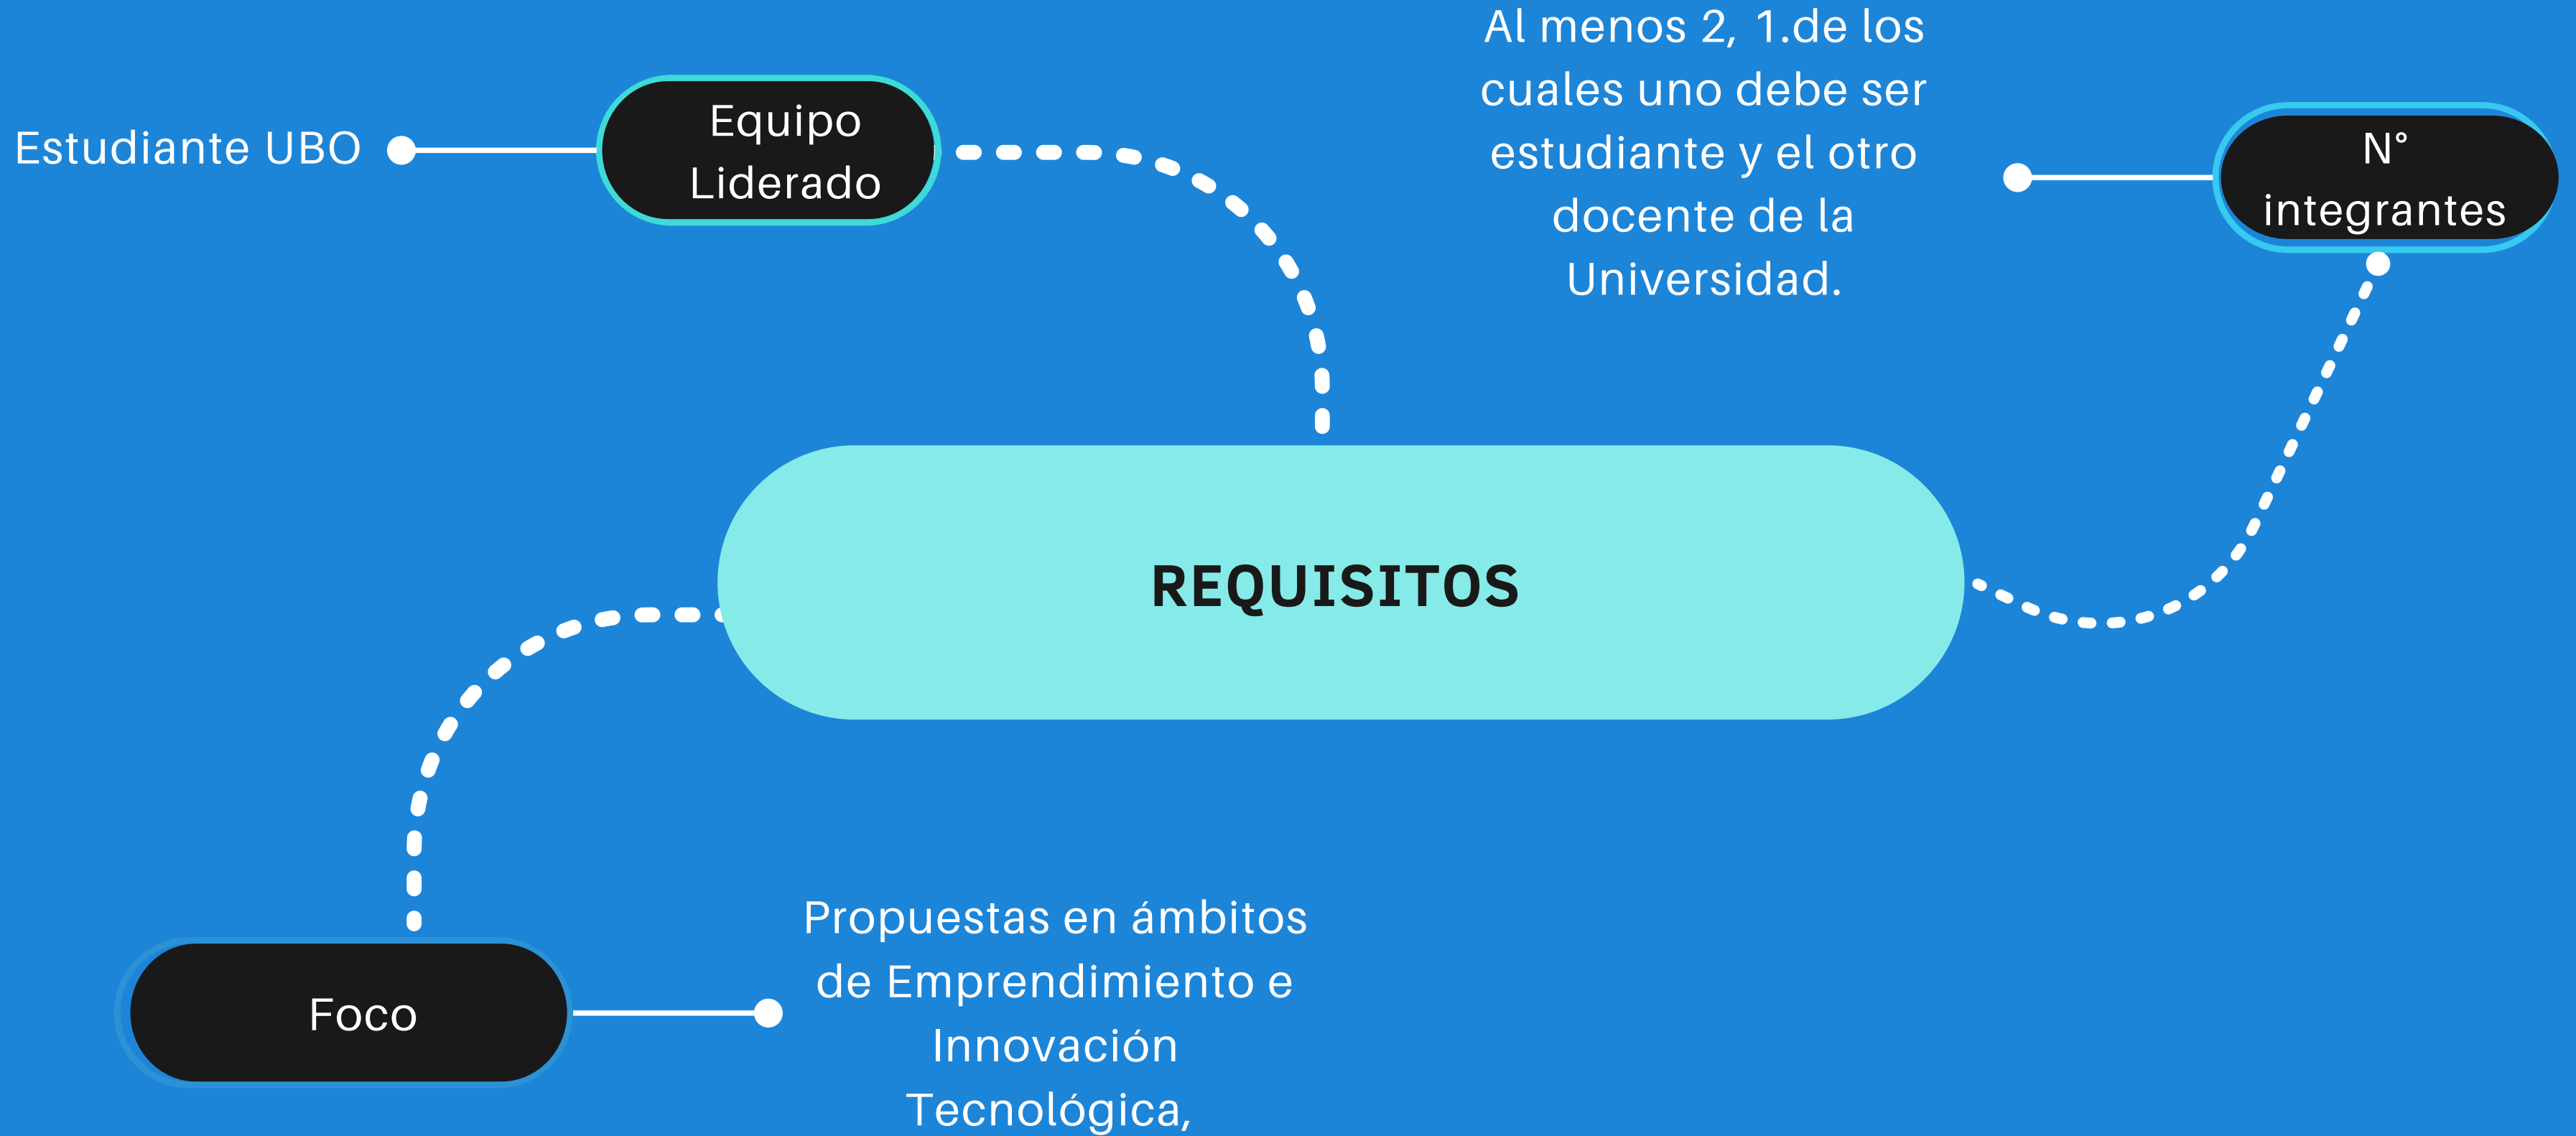 Estudiante UBO
Equipo
Liderado
Al menos 2, 1.de los
cuales uno debe ser
estudiante y el otro
docente de la
Universidad.
N°
integrantes
REQUISITOS
Foco
Propuestas en ámbitos
de Emprendimiento e
Innovación
Tecnológica,